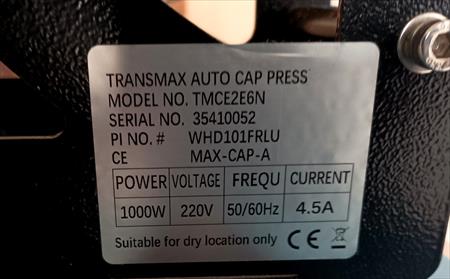 TRANSMAX AUTO CAP PRESS
MODEL NO. TMCE2E6N
SERIAL NO. 35410052
PI NO. # WHD101FRLU
CE MAX-CAP-A
POWER VOLTAGE FREQU CURRENT
1000W 220V 50/60Hz 4.5A
Suitable for dry location only CE